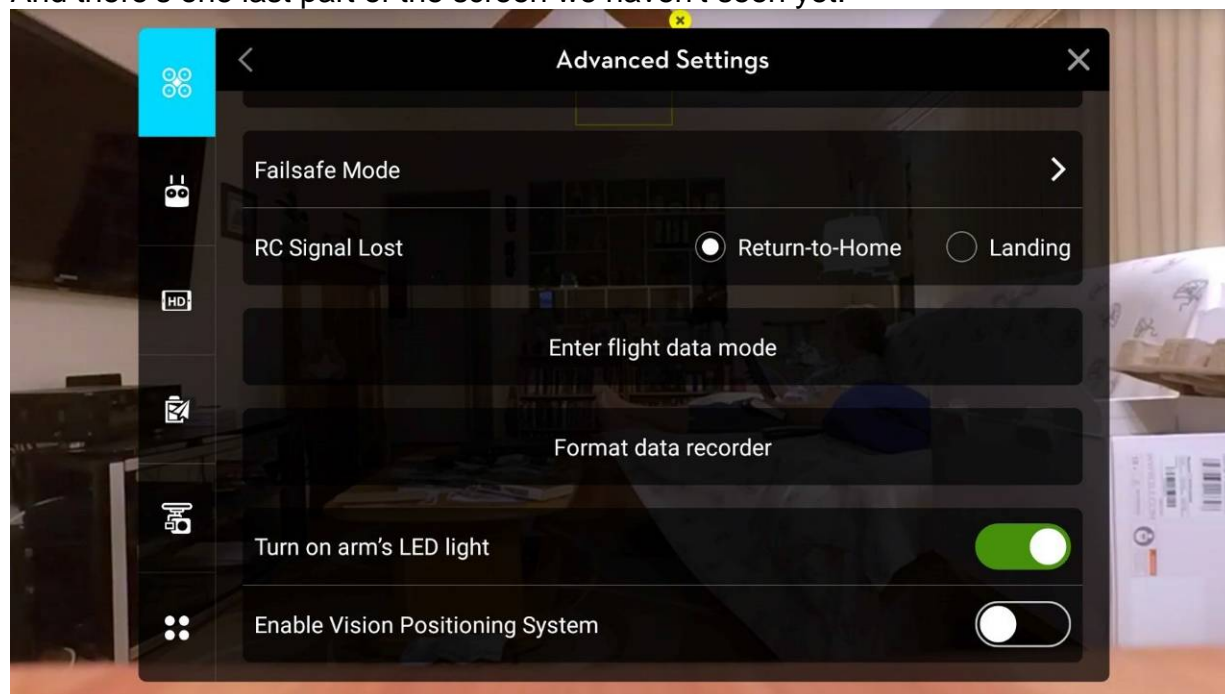 And there's one last part of the screen we haven't seen yet.
Advanced Settings
Failsafe Mode
RC Signal Lost Return-to-Home Landing
HD
Enter flight data mode
Format data recorder
Turn on arm's LED light
Enable Vision Positioning System